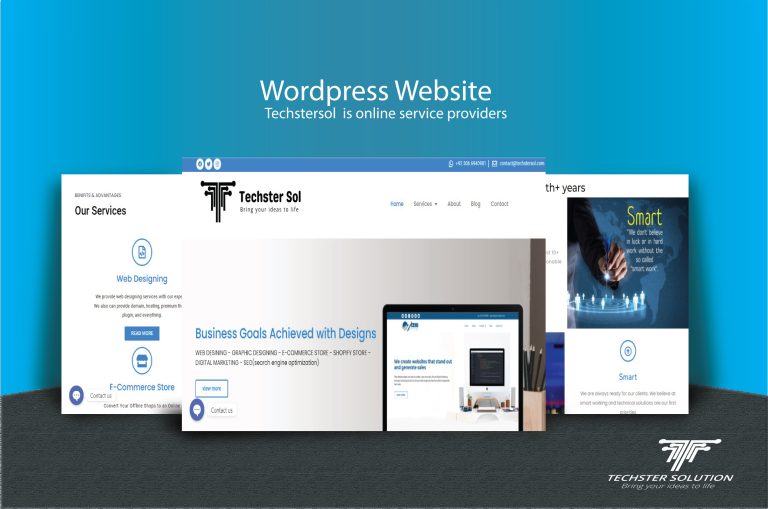 Wordpress Website
Techstersol is online service providers
BENEFITS & ADVANTAGES
Our Services
Web Designing
We provide web designing services with our expe
We also can provide domain, hosting, premium th
plugin, and everything.
READ MORE
E-Commerce Store
Contact us
Convert Your Offline Shops to an Online
contact@techstersol.com
Techster Sol
Bring your ideas to life
Home
Services
About
Blog
Contact
Business Goals Achieved with Designs
WEB DESINING - GRAPHIC DESIGNING - E-COMMERCE STORE - SHOPIFY STORE -
DIGITAL MARKETING - SEO(search engine optimization)
view more
Contact us
We create websites that stand out
and generate sales
th+ years
Smart
"We don't believe
in luck or in hard
work without the
so called
"smart work".
Smart
We are always ready for our clients. We believe at
smart working and technical solutions are our first
priorities
TECHSTER SOLUTION
Bring your ideas to life